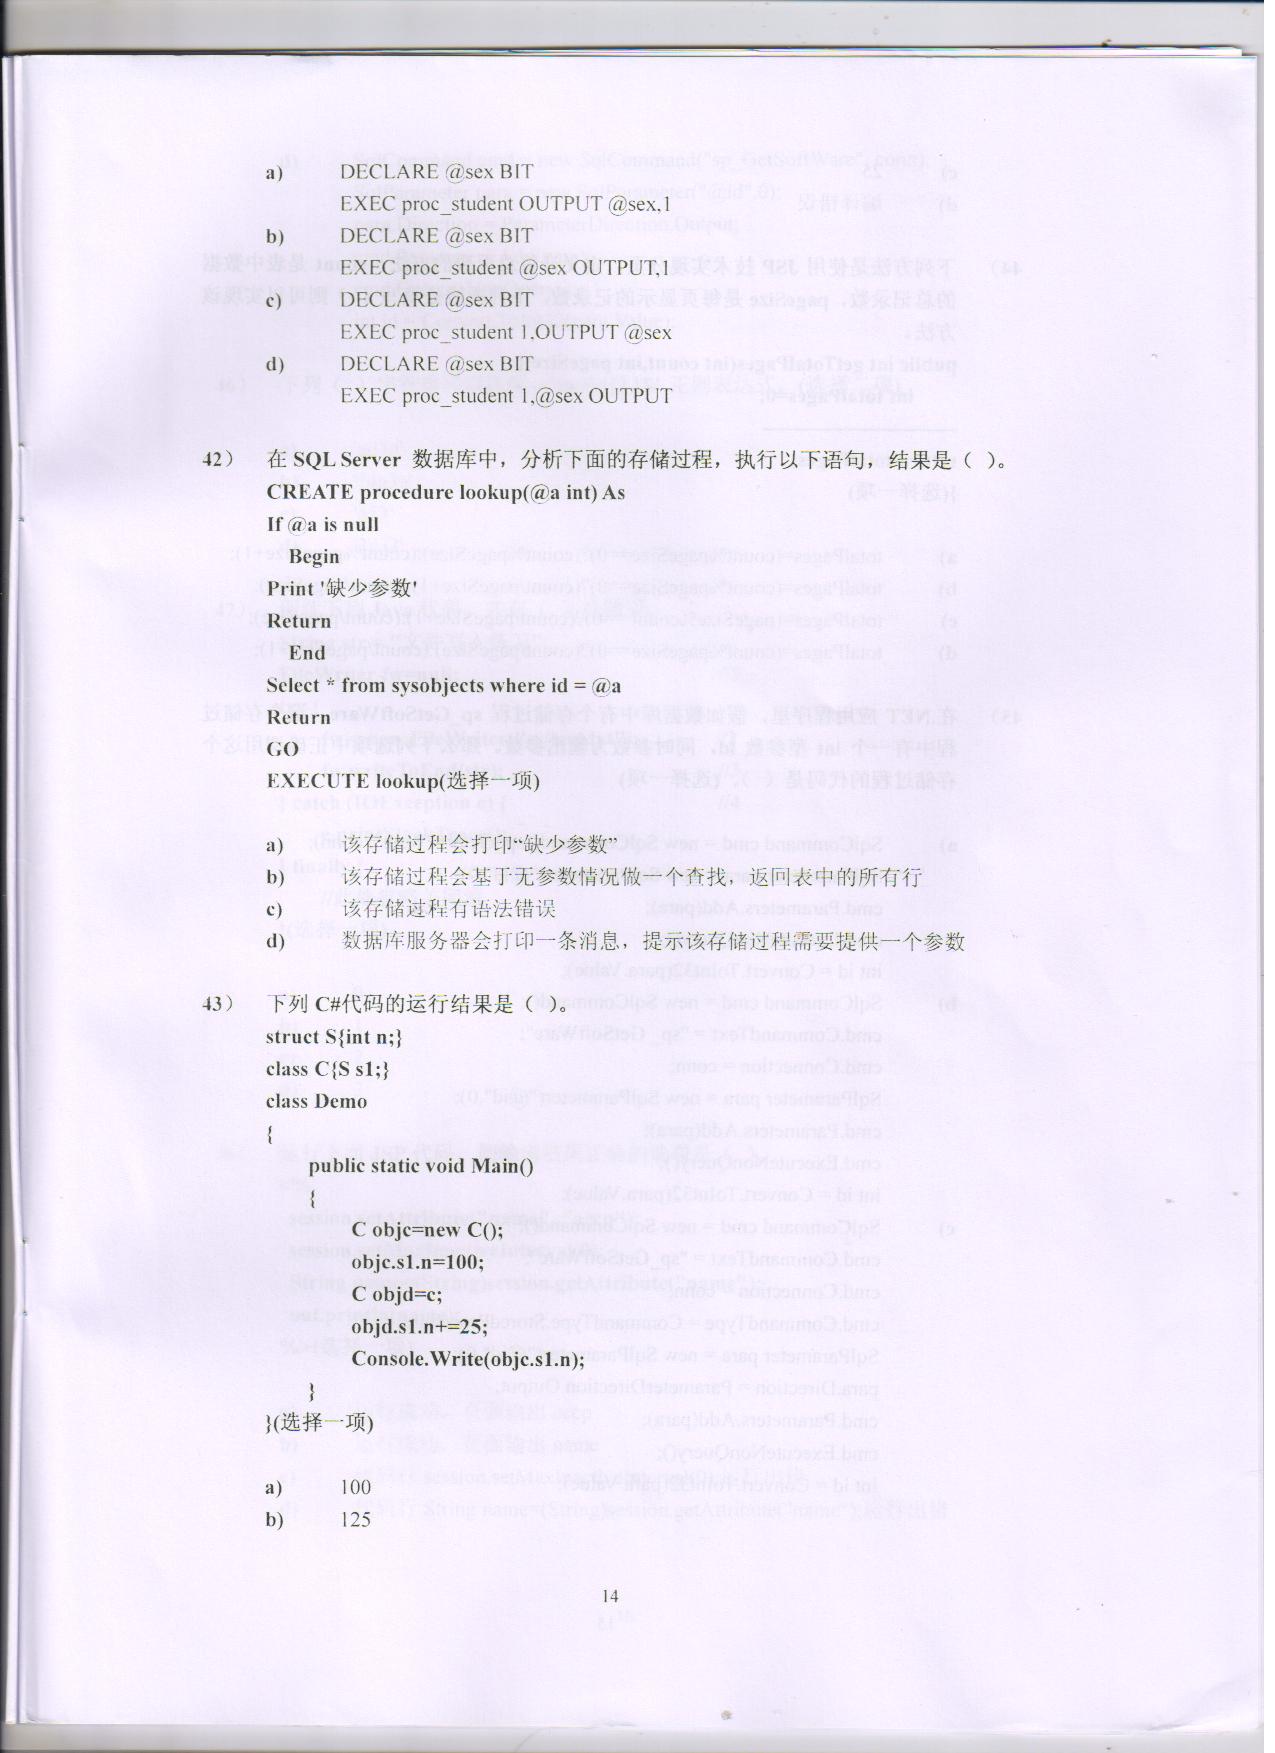 a) DECLARE @sex BIT
EXEC proc_student OUTPUT @sex,1
b) DECLARE @sex BIT
EXEC proc_student @sex OUTPUT,1
c) DECLARE @sex BIT
EXEC proc_student 1,OUTPUT @sex
d) DECLARE @sex BIT
EXEC proc_student 1,@sex OUTPUT
42） 在 SQL Server 数据库中，分析下面的存储过程，执行以下语句，结果是（ ）。
CREATE procedure lookup(@a int) As
If @a is null
Begin
Print '缺少参数'
Return
End
Select * from sysobjects where id = @a
Return
GO
EXECUTE lookup(选择一项)
a) 该存储过程会打印“缺少参数”
b) 该存储过程会基于无参数情况做一个查找，返回表中的所有行
c) 该存储过程有语法错误
d) 数据库服务器会打印一条消息，提示该存储过程需要提供一个参数
43） 下列 C#代码的运行结果是（ ）。
struct S{int n;}
class C{S s1;}
class Demo
{
public static void Main()
{
C objc=new C();
objc.s1.n=100;
C objd=c;
objd.s1.n+=25;
Console.Write(objc.s1.n);
}
}(选择一项)
a) 100
b) 125
14